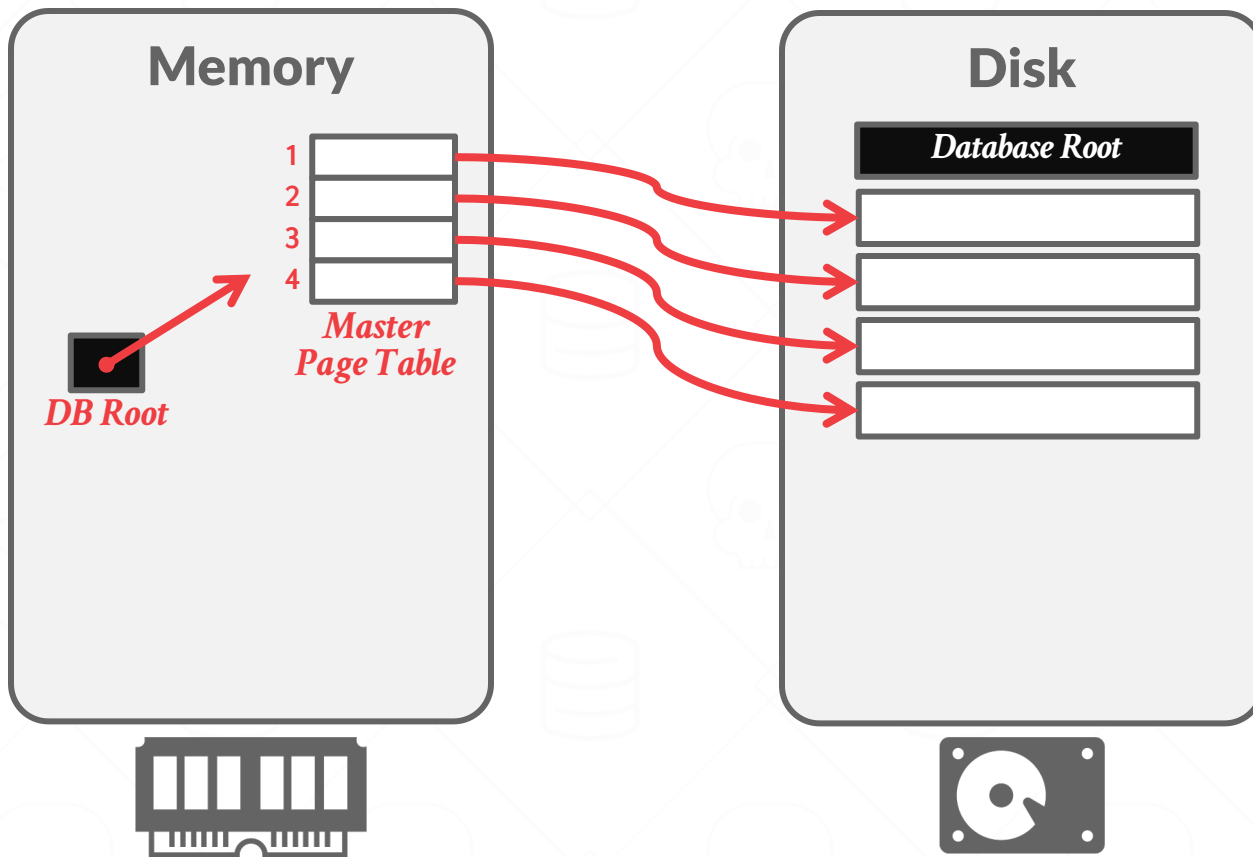 Memory
1
2
3
4
Master
Page Table
DB Root
Disk
Database Root